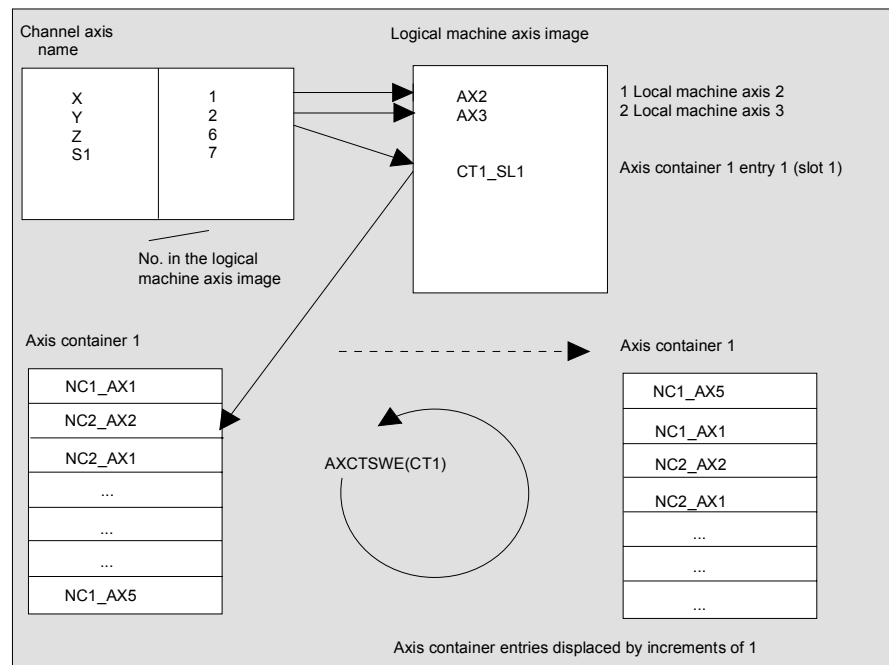 Channel axis
name
Logical machine axis image
X
Y
Z
S1
1
2
6
7
AX2
AX3
CT1_SL1
1 Local machine axis 2
2 Local machine axis 3
Axis container 1 entry 1 (slot 1)
No. in the logical
machine axis image
Axis container 1
NC1_AX1
NC2_AX2
NC2_AX1
...
...
...
NC1_AX5
AXCTSWE(CT1)
Axis container 1
NC1_AX5
NC1_AX1
NC2_AX2
NC2_AX1
...
...
...
Axis container entries displaced by increments of 1